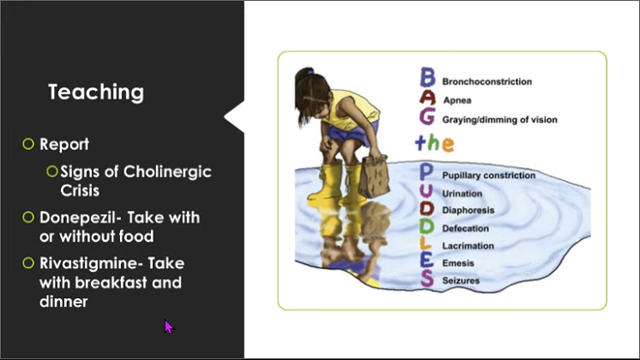 Teaching
Report
Signs of Cholinergic
Crisis
Donepezil- Take with
or without food
Rivastigmine- Take
with breakfast and
dinner
B Bronchoconstriction
A Apnea
G Graying/dimming of vision
the
P Pupillary constriction
U Urination
D Diaphoresis
D Defecation
L Lacrimation
E Emesis
S Seizures